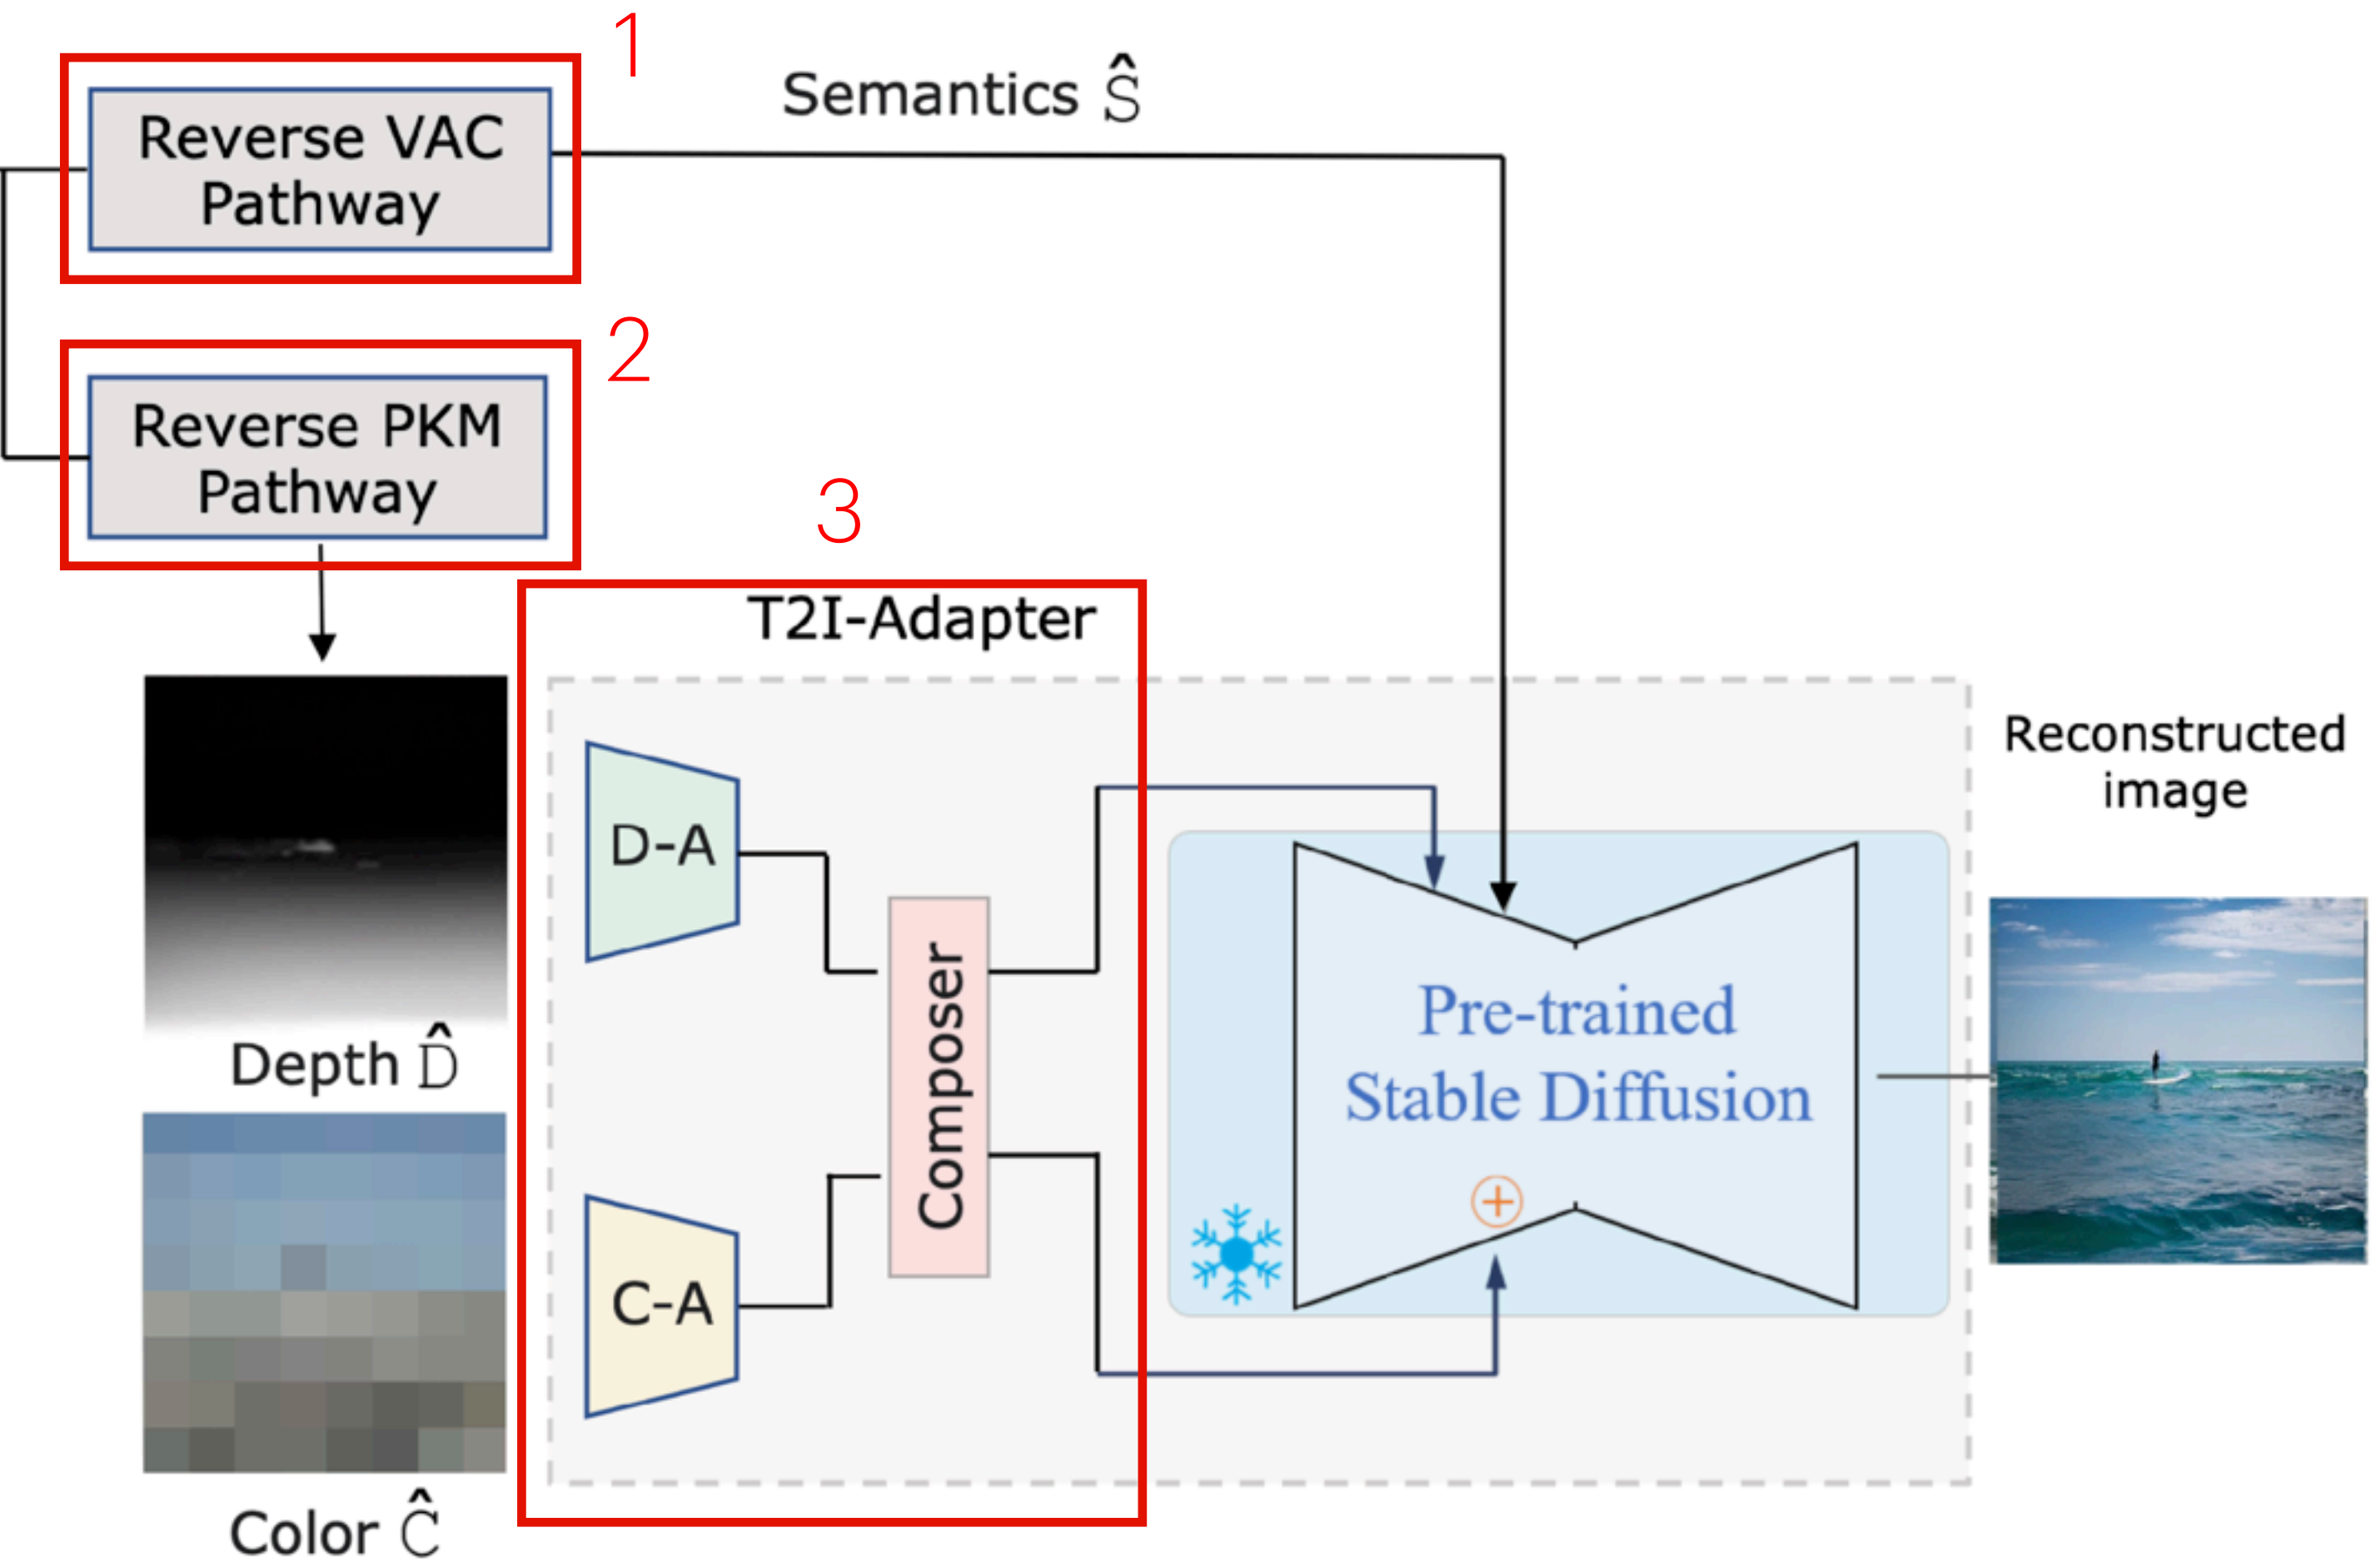 1
Reverse VAC
Pathway
Semantics Ŝ
2
Reverse PKM
Pathway
3
T2I-Adapter
D-A
Composer
C-A
Depth D̂
Color Ĉ
Pre-trained
Stable Diffusion
Reconstructed
image